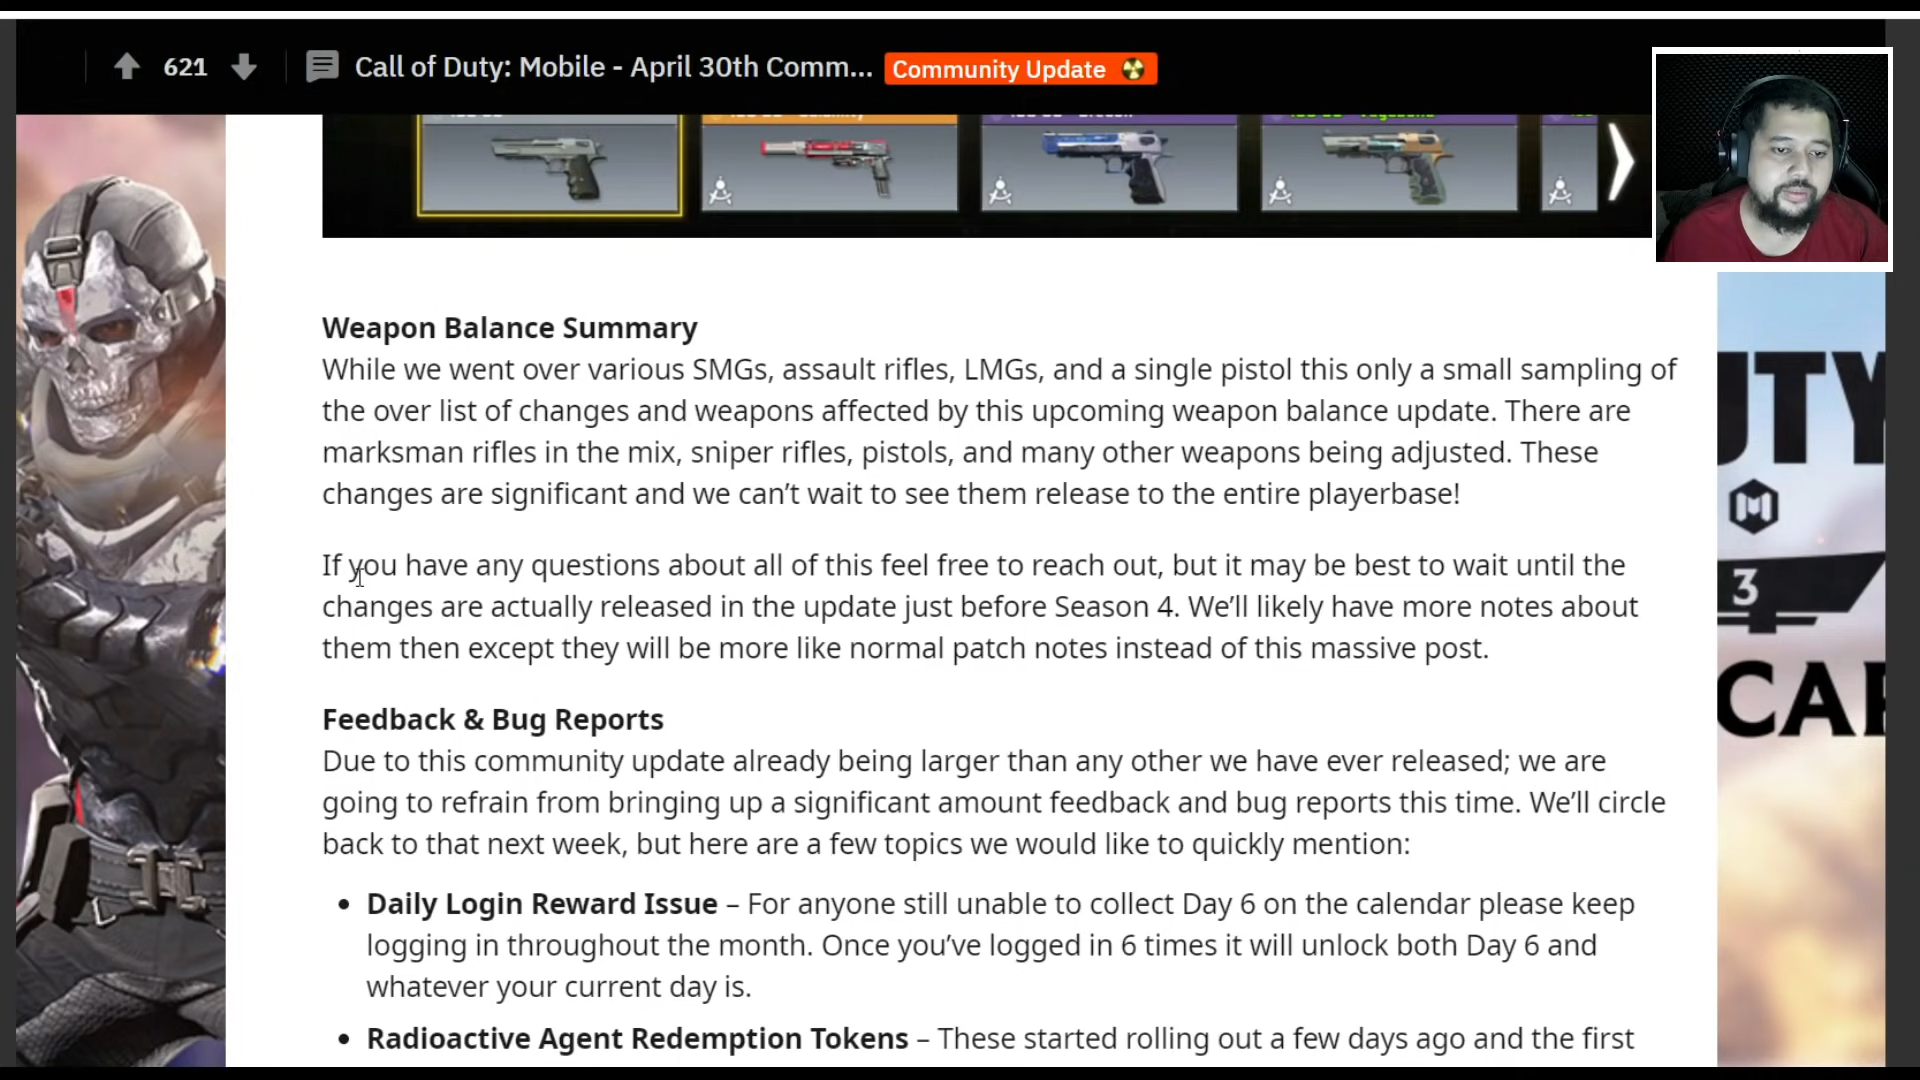 621 Call of Duty: Mobile - April 30th Comm... Community Update
Weapon Balance Summary
While we went over various SMGs, assault rifles, LMGs, and a single pistol this only a small sampling of
the over list of changes and weapons affected by this upcoming weapon balance update. There are
marksman rifles in the mix, sniper rifles, pistols, and many other weapons being adjusted. These
changes are significant and we can’t wait to see them release to the entire playerbase!
If you have any questions about all of this feel free to reach out, but it may be best to wait until the
changes are actually released in the update just before Season 4. We’ll likely have more notes about
them then except they will be more like normal patch notes instead of this massive post.
Feedback & Bug Reports
Due to this community update already being larger than any other we have ever released; we are
going to refrain from bringing up a significant amount feedback and bug reports this time. We’ll circle
back to that next week, but here are a few topics we would like to quickly mention:
• Daily Login Reward Issue – For anyone still unable to collect Day 6 on the calendar please keep
logging in throughout the month. Once you’ve logged in 6 times it will unlock both Day 6 and
whatever your current day is.
• Radioactive Agent Redemption Tokens – These started rolling out a few days ago and the first
UTY
3
CAP